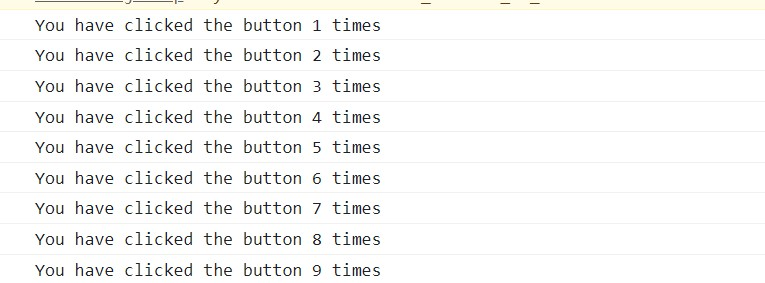 You have clicked the button 1 times
You have clicked the button 2 times
You have clicked the button 3 times
You have clicked the button 4 times
You have clicked the button 5 times
You have clicked the button 6 times
You have clicked the button 7 times
You have clicked the button 8 times
You have clicked the button 9 times